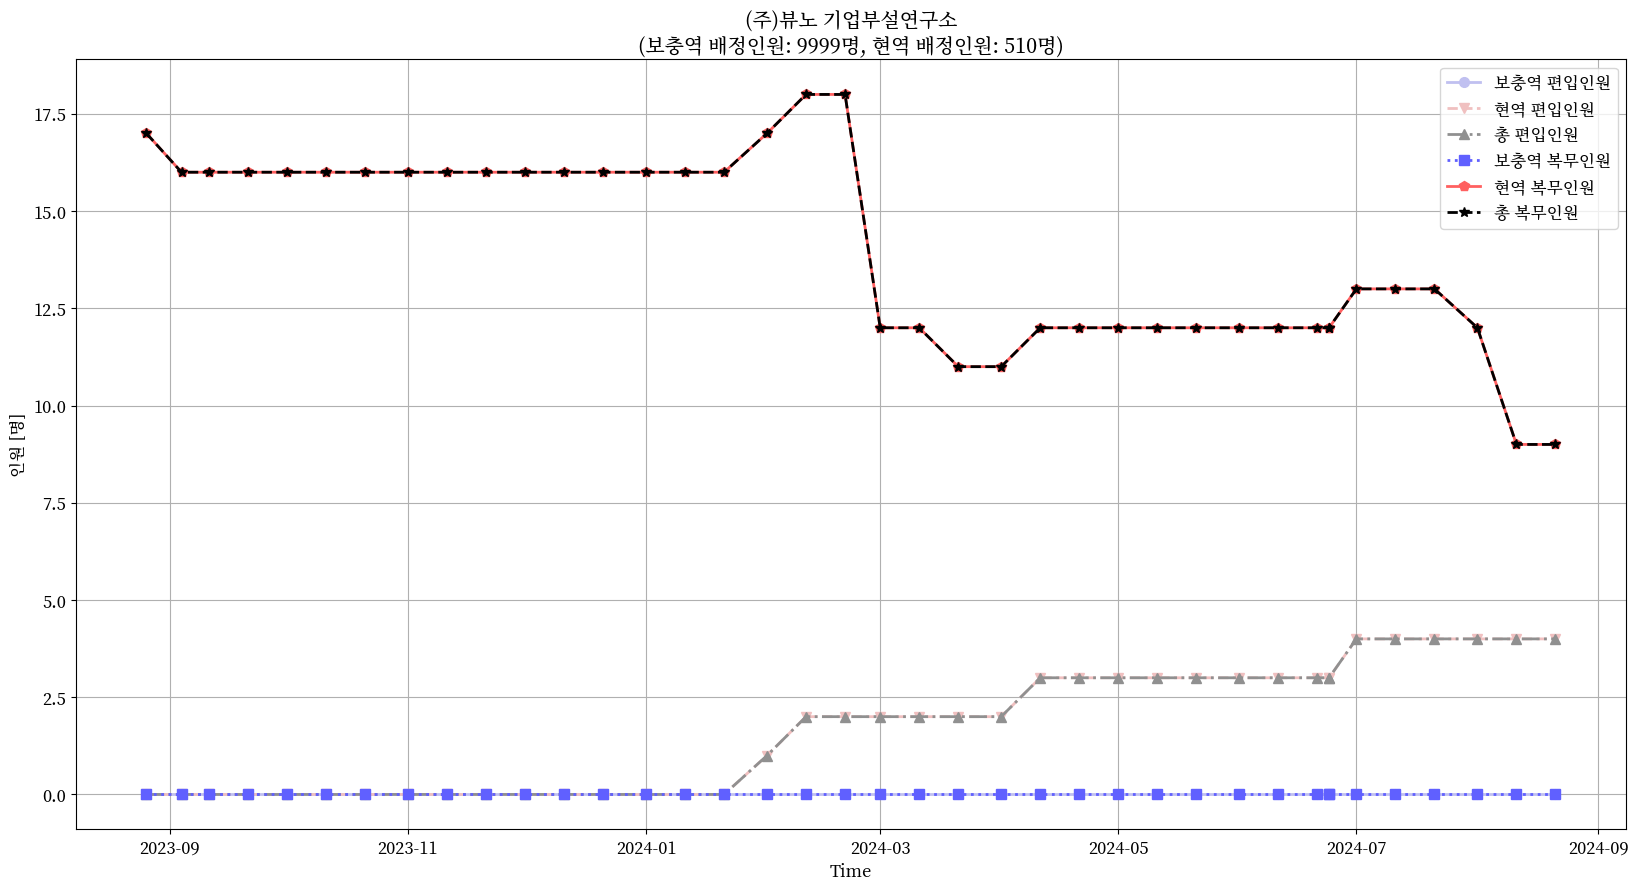 (주)뷰노 기업부설연구소
(보충역 배정인원: 9999명, 현역 배정인원: 510명)
보충역 편입인원
현역 편입인원
총 편입인원
보충역 복무인원
현역 복무인원
총 복무인원
17.5
15.0
12.5
10.0
7.5
5.0
2.5
0.0
인원 [명]
2023-09 2023-11 2024-01 2024-03 2024-05 2024-07 2024-09
Time